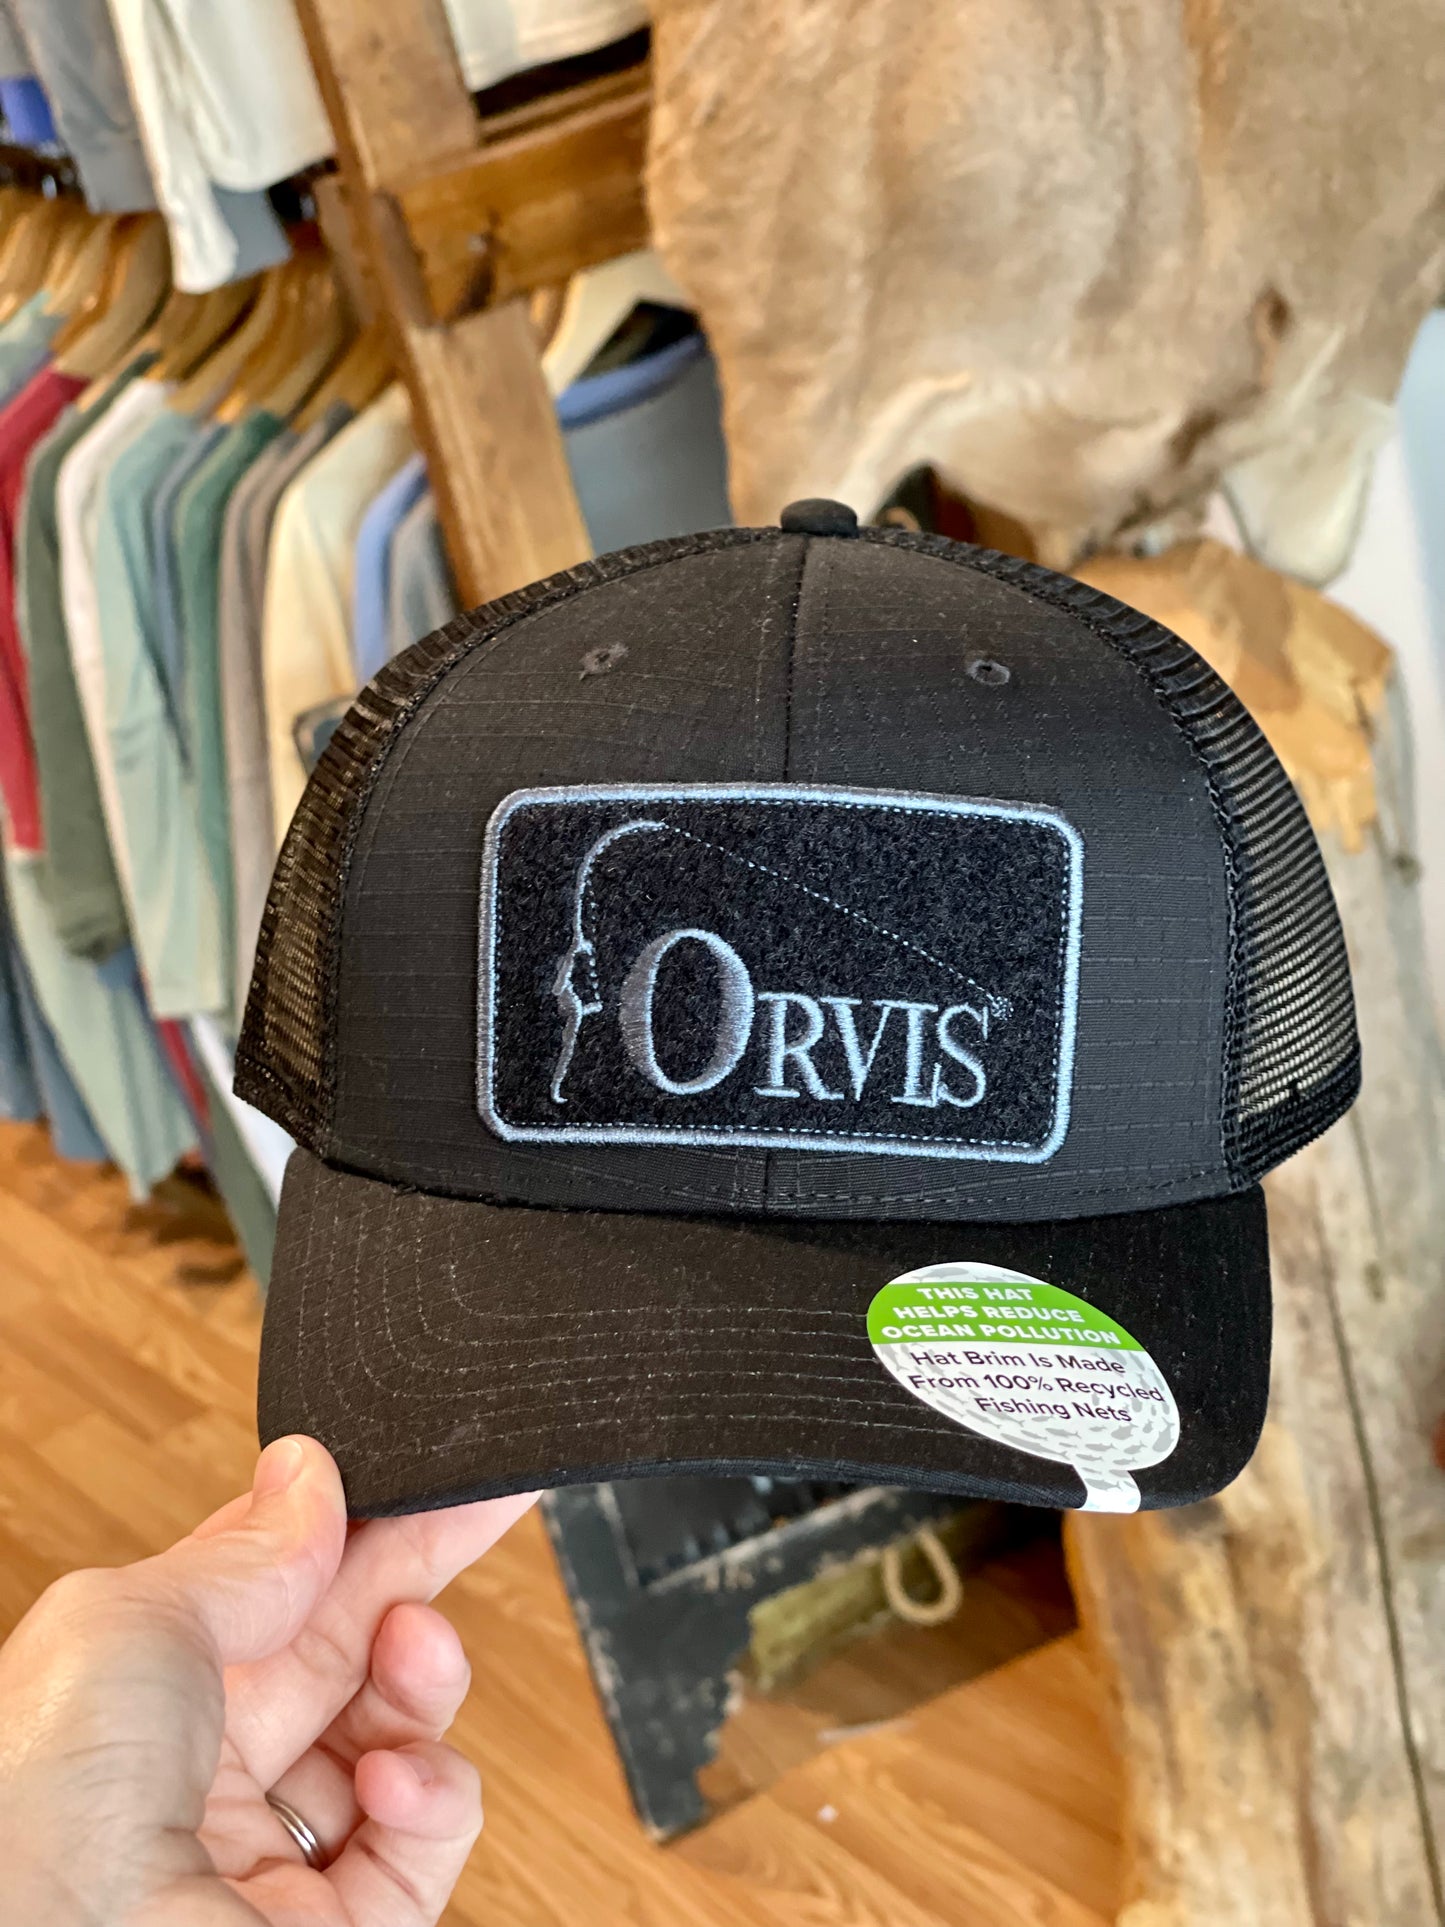 ORVIS
THIS HAT
HELPS REDUCE
OCEAN POLLUTION
Hat Brim Is Made
From 100% Recycled
Fishing Nets